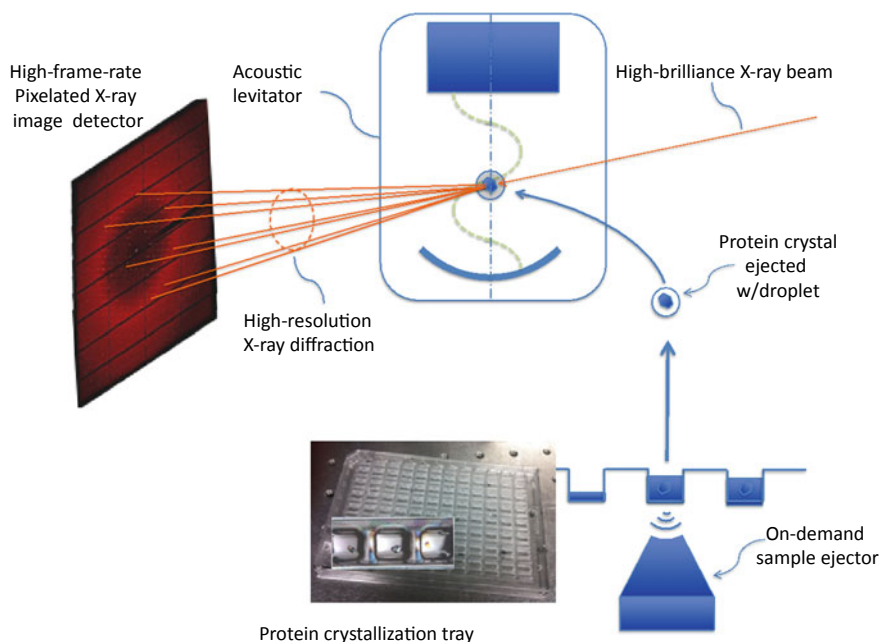 High-frame-rate
Pixelated X-ray
image detector
Acoustic
levitator
High-brilliance X-ray beam
Protein crystal
ejected
w/droplet
High-resolution
X-ray diffraction
On-demand
sample ejector
Protein crystallization tray